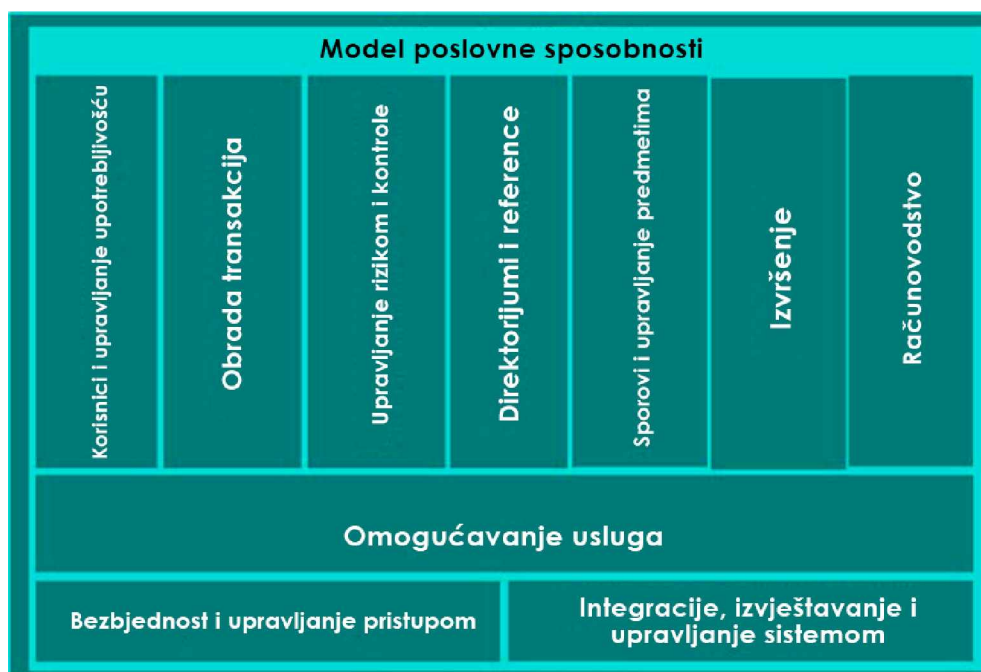 Model poslovne sposobnosti
Korisnici i upravljanje upotrebljivošću
Obrada transakcija
Upravljanje rizikom i kontrole
Direktorijumi i reference
Sporovi i upravljanje predmetima
Izvršenje
Računovodstvo
Omogućavanje usluga
Bezbjednost i upravljanje pristupom
Integracije, izvještavanje i
upravljanje sistemom